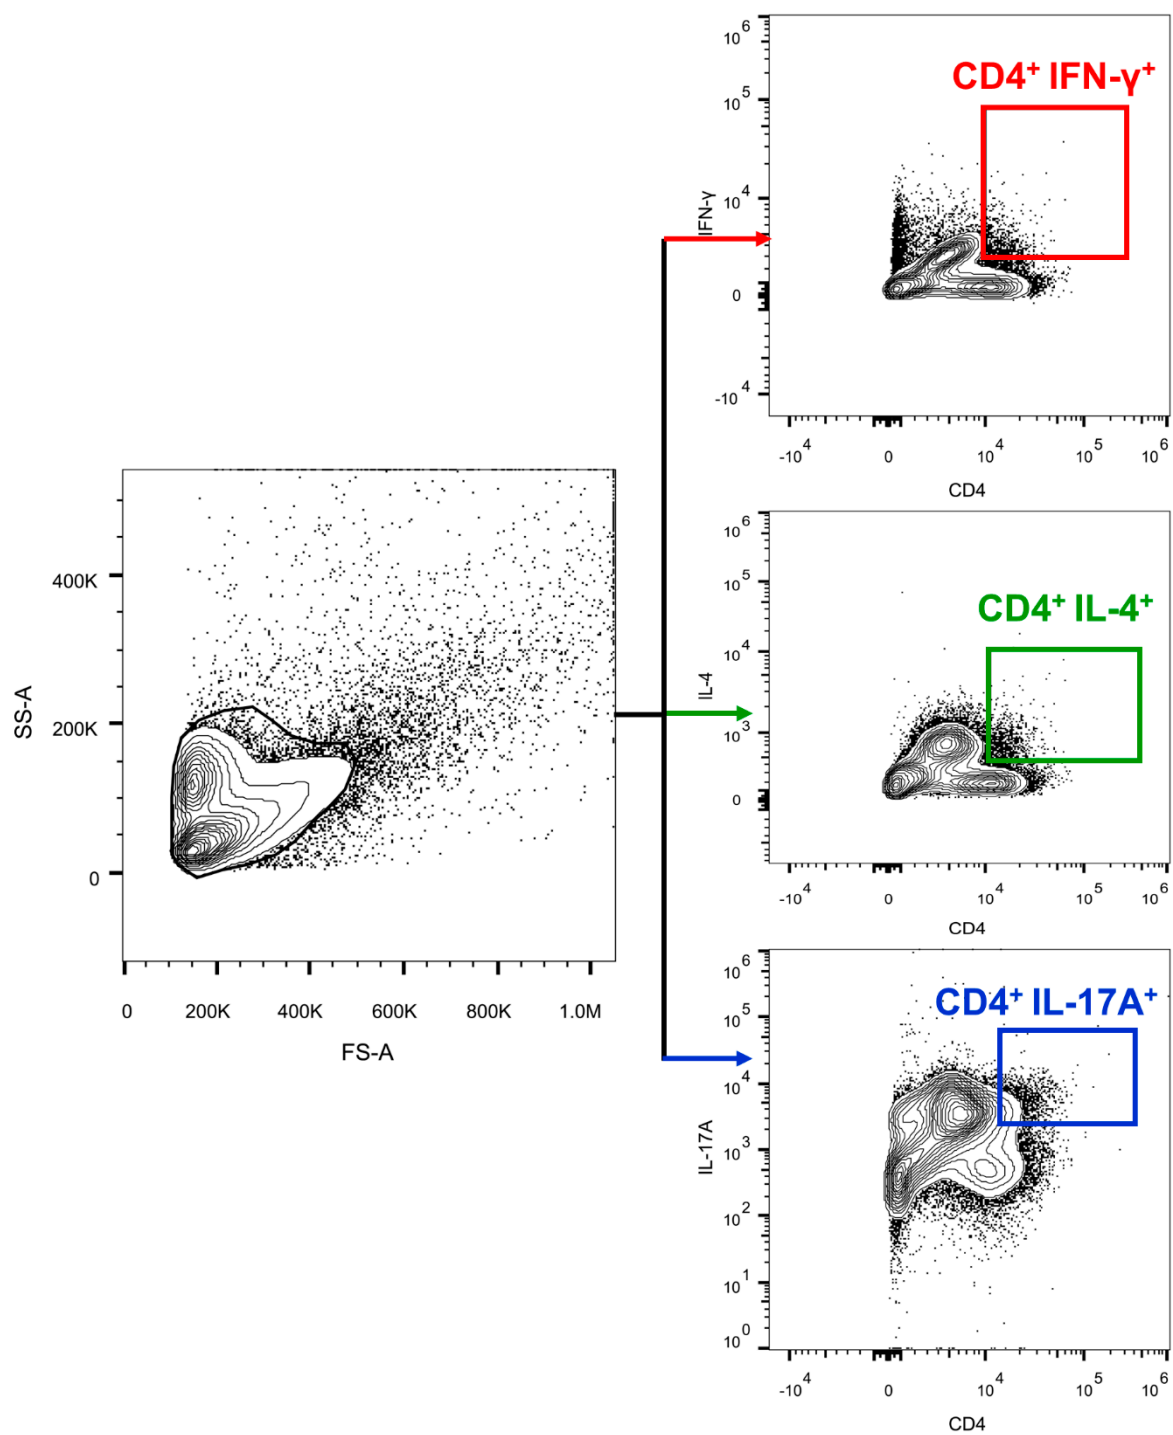 10⁶
CD4⁺ IFN-γ⁺
10⁵
10⁴
IFN-γ
0
-10⁴
-10⁴ 0 10⁴ 10⁵ 10⁶
CD4
10⁶
10⁵
CD4⁺ IL-4⁺
10⁴
IL-4
10³
0
-10⁴ 0 10⁴ 10⁵ 10⁶
CD4
400K
200K
0
SS-A
0 200K 400K 600K 800K 1.0M
FS-A
10⁶
CD4⁺ IL-17A⁺
10⁵
10⁴
10³
IL-17A
10²
10¹
10⁰
-10⁴ 0 10⁴ 10⁵ 10⁶
CD4